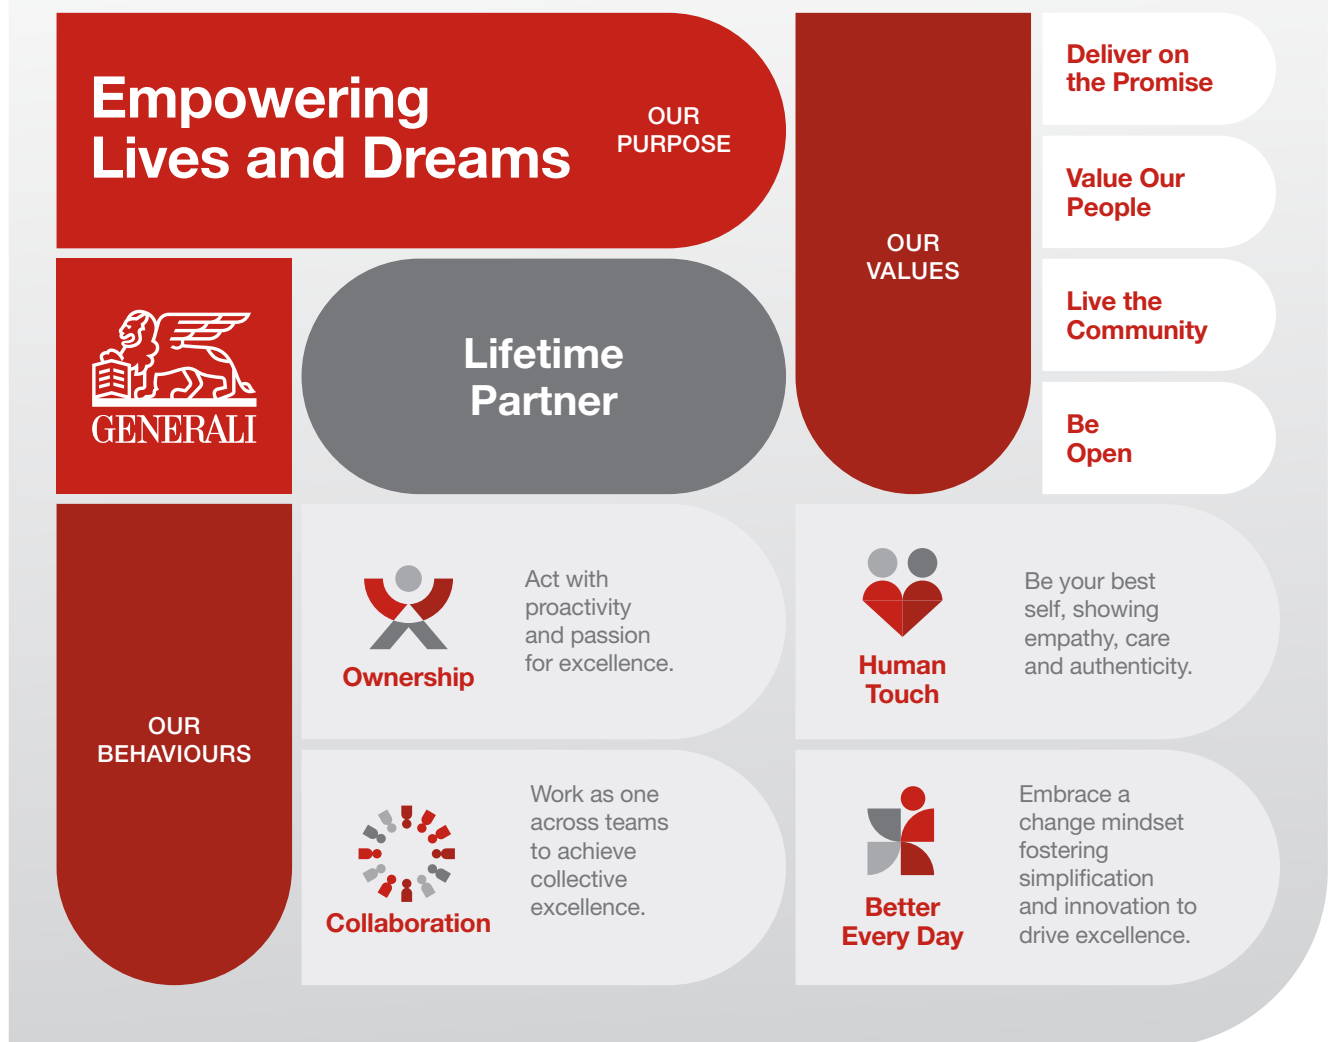 Empowering
Lives and Dreams
OUR
PURPOSE
OUR
VALUES
Deliver on
the Promise
Value Our
People
Live the
Community
Be
Open
GENERALI
Lifetime
Partner
OUR
BEHAVIOURS
Ownership
Act with
proactivity
and passion
for excellence.
Human
Touch
Be your best
self, showing
empathy, care
and authenticity.
Collaboration
Work as one
across teams
to achieve
collective
excellence.
Better
Every Day
Embrace a
change mindset
fostering
simplification
and innovation to
drive excellence.